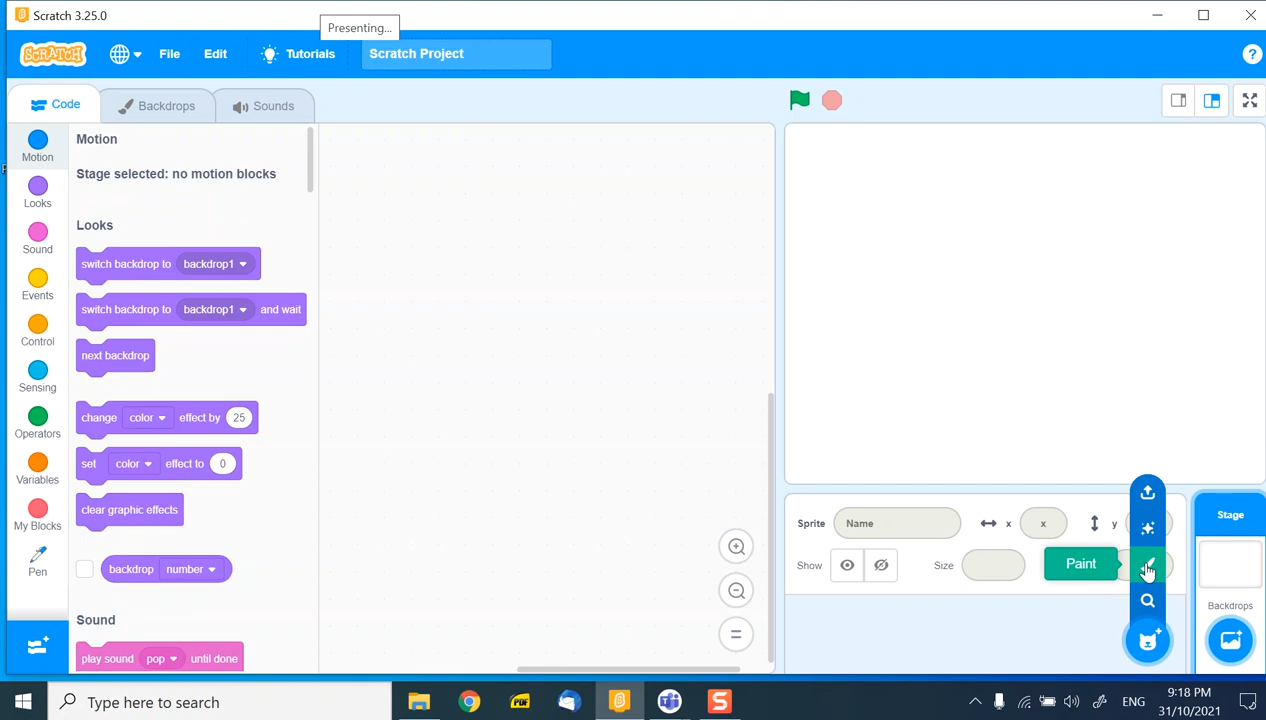 Scratch 3.25.0
Presenting...
SCRATCH
File
Edit
Tutorials
Scratch Project
?
Code
Backdrops
Sounds
Motion
Looks
Sound
Events
Control
Sensing
Operators
Variables
My Blocks
Pen
Motion
Stage selected: no motion blocks
Looks
switch backdrop to backdrop1
switch backdrop to backdrop1 and wait
next backdrop
change color effect by 25
set color effect to 0
clear graphic effects
backdrop number
Sound
play sound pop until done
Sprite Name x x y
Show Size
Paint
Stage
Backdrops
Type here to search
PDF
S
ENG
9:18 PM
31/10/2021